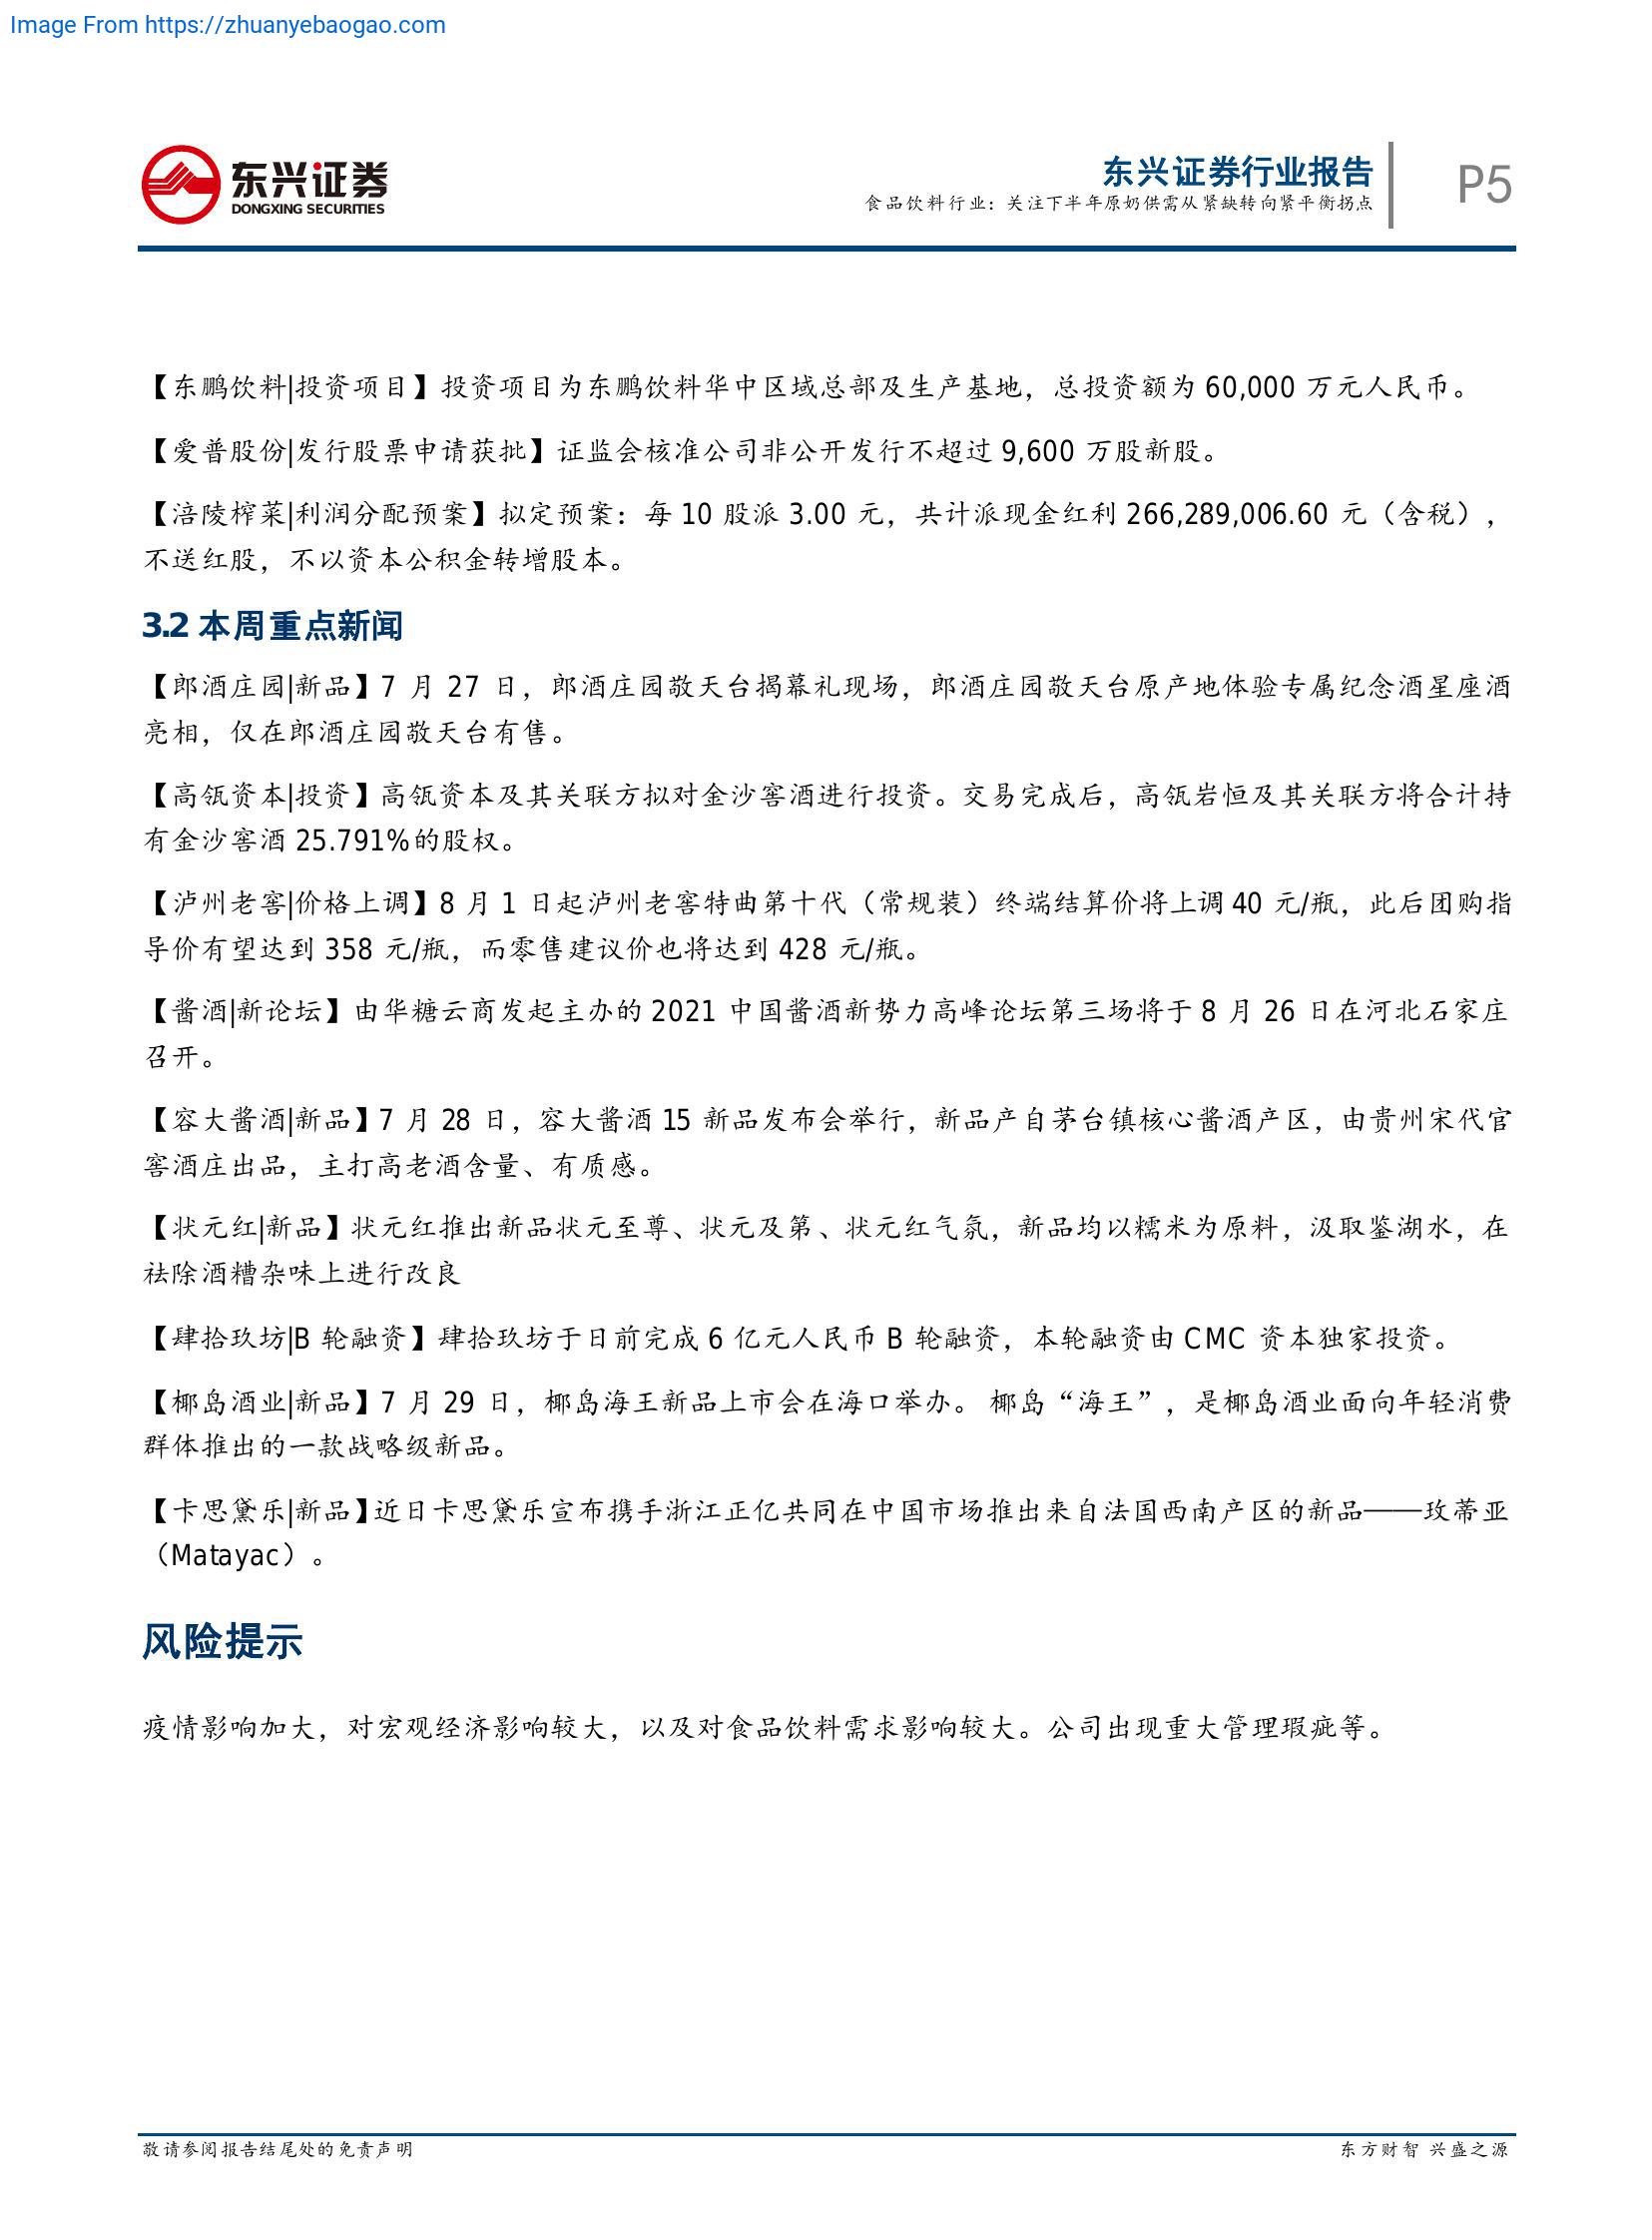 Image From https://zhuanyebaogao.com
东兴证券
DONGXING SECURITIES
东兴证券行业报告
食品饮料行业：关注下半年原奶供需从紧缺转向紧平衡拐点
P5
【东鹏饮料|投资项目】投资项目为东鹏饮料华中区域总部及生产基地，总投资额为 60,000 万元人民币。
【爱普股份|发行股票申请获批】证监会核准公司非公开发行不超过 9,600 万股新股。
【涪陵榨菜|利润分配预案】拟定预案：每 10 股派 3.00 元，共计派现金红利 266,289,006.60 元（含税），
不送红股，不以资本公积金转增股本。
3.2 本周重点新闻
【郎酒庄园|新品】7 月 27 日，郎酒庄园敬天台揭幕礼现场，郎酒庄园敬天台原产地体验专属纪念酒星座酒
亮相，仅在郎酒庄园敬天台有售。
【高瓴资本|投资】高瓴资本及其关联方拟对金沙窖酒进行投资。交易完成后，高瓴岩恒及其关联方将合计持
有金沙窖酒 25.791%的股权。
【泸州老窖|价格上调】8 月 1 日起泸州老窖特曲第十代（常规装）终端结算价将上调 40 元/瓶，此后团购指
导价有望达到 358 元/瓶，而零售建议价也将达到 428 元/瓶。
【酱酒|新论坛】由华糖云商发起主办的 2021 中国酱酒新势力高峰论坛第三场将于 8 月 26 日在河北石家庄
召开。
【容大酱酒|新品】7 月 28 日，容大酱酒 15 新品发布会举行，新品产自茅台镇核心酱酒产区，由贵州宋代官
窖酒庄出品，主打高老酒含量、有质感。
【状元红|新品】状元红推出新品状元至尊、状元及第、状元红气氛，新品均以糯米为原料，汲取鉴湖水，在
祛除酒糟杂味上进行改良
【肆拾玖坊|B 轮融资】肆拾玖坊于日前完成 6 亿元人民币 B 轮融资，本轮融资由 CMC 资本独家投资。
【椰岛酒业|新品】7 月 29 日，椰岛海王新品上市会在海口举办。 椰岛“海王”，是椰岛酒业面向年轻消费
群体推出的一款战略级新品。
【卡思黛乐|新品】近日卡思黛乐宣布携手浙江正亿共同在中国市场推出来自法国西南产区的新品——玫蒂亚
（Matayac）。
风险提示
疫情影响加大，对宏观经济影响较大，以及对食品饮料需求影响较大。公司出现重大管理瑕疵等。
敬请参阅报告结尾处的免责声明
东方财智 兴盛之源